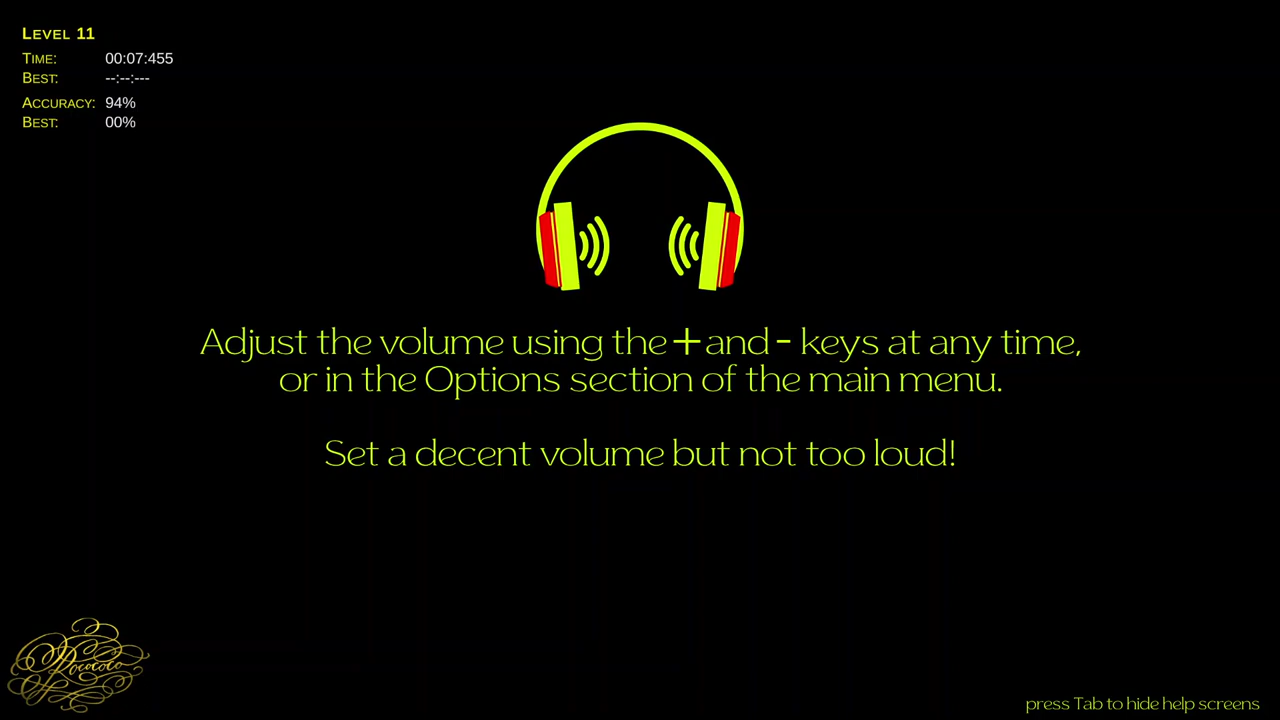 LEVEL 11
TIME: 00:07:455
BEST: --:--:---
ACCURACY: 94%
BEST: 00%
Adjust the volume using the + and - keys at any time,
or in the Options section of the main menu.
Set a decent volume but not too loud!
Rococolo
press Tab to hide help screens